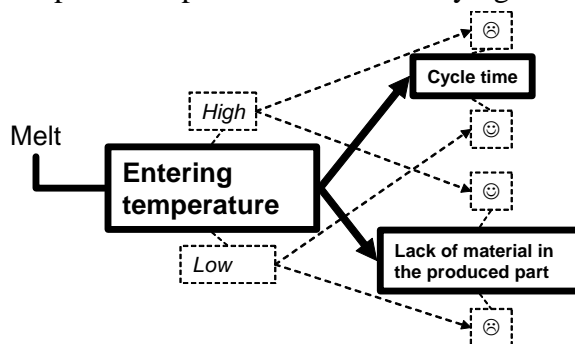 Cycle time
High
Melt
Entering
temperature
Low
Lack of material in
the produced part